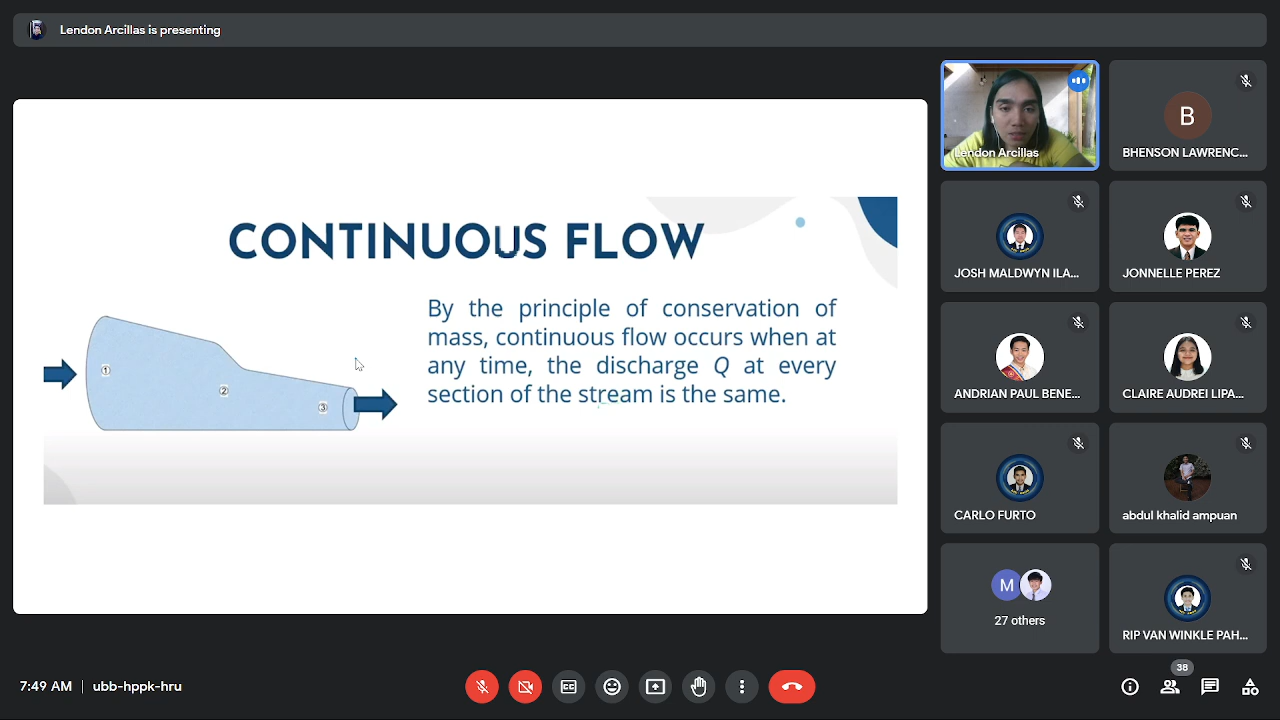 Lendon Arcillas is presenting
CONTINUOUS FLOW
By the principle of conservation of
mass, continuous flow occurs when at
any time, the discharge Q at every
section of the stream is the same.
1
2
3
Lendon Arcillas
B
BHENSON LAWRENC...
JOSH MALDWYN ILA...
JONNELLE PEREZ
ANDRIAN PAUL BENE...
CLAIRE AUDREI LIPA...
CARLO FURTO
abdul khalid ampuan
M
27 others
RIP VAN WINKLE PAH...
7:49 AM | ubb-hppk-hru
38